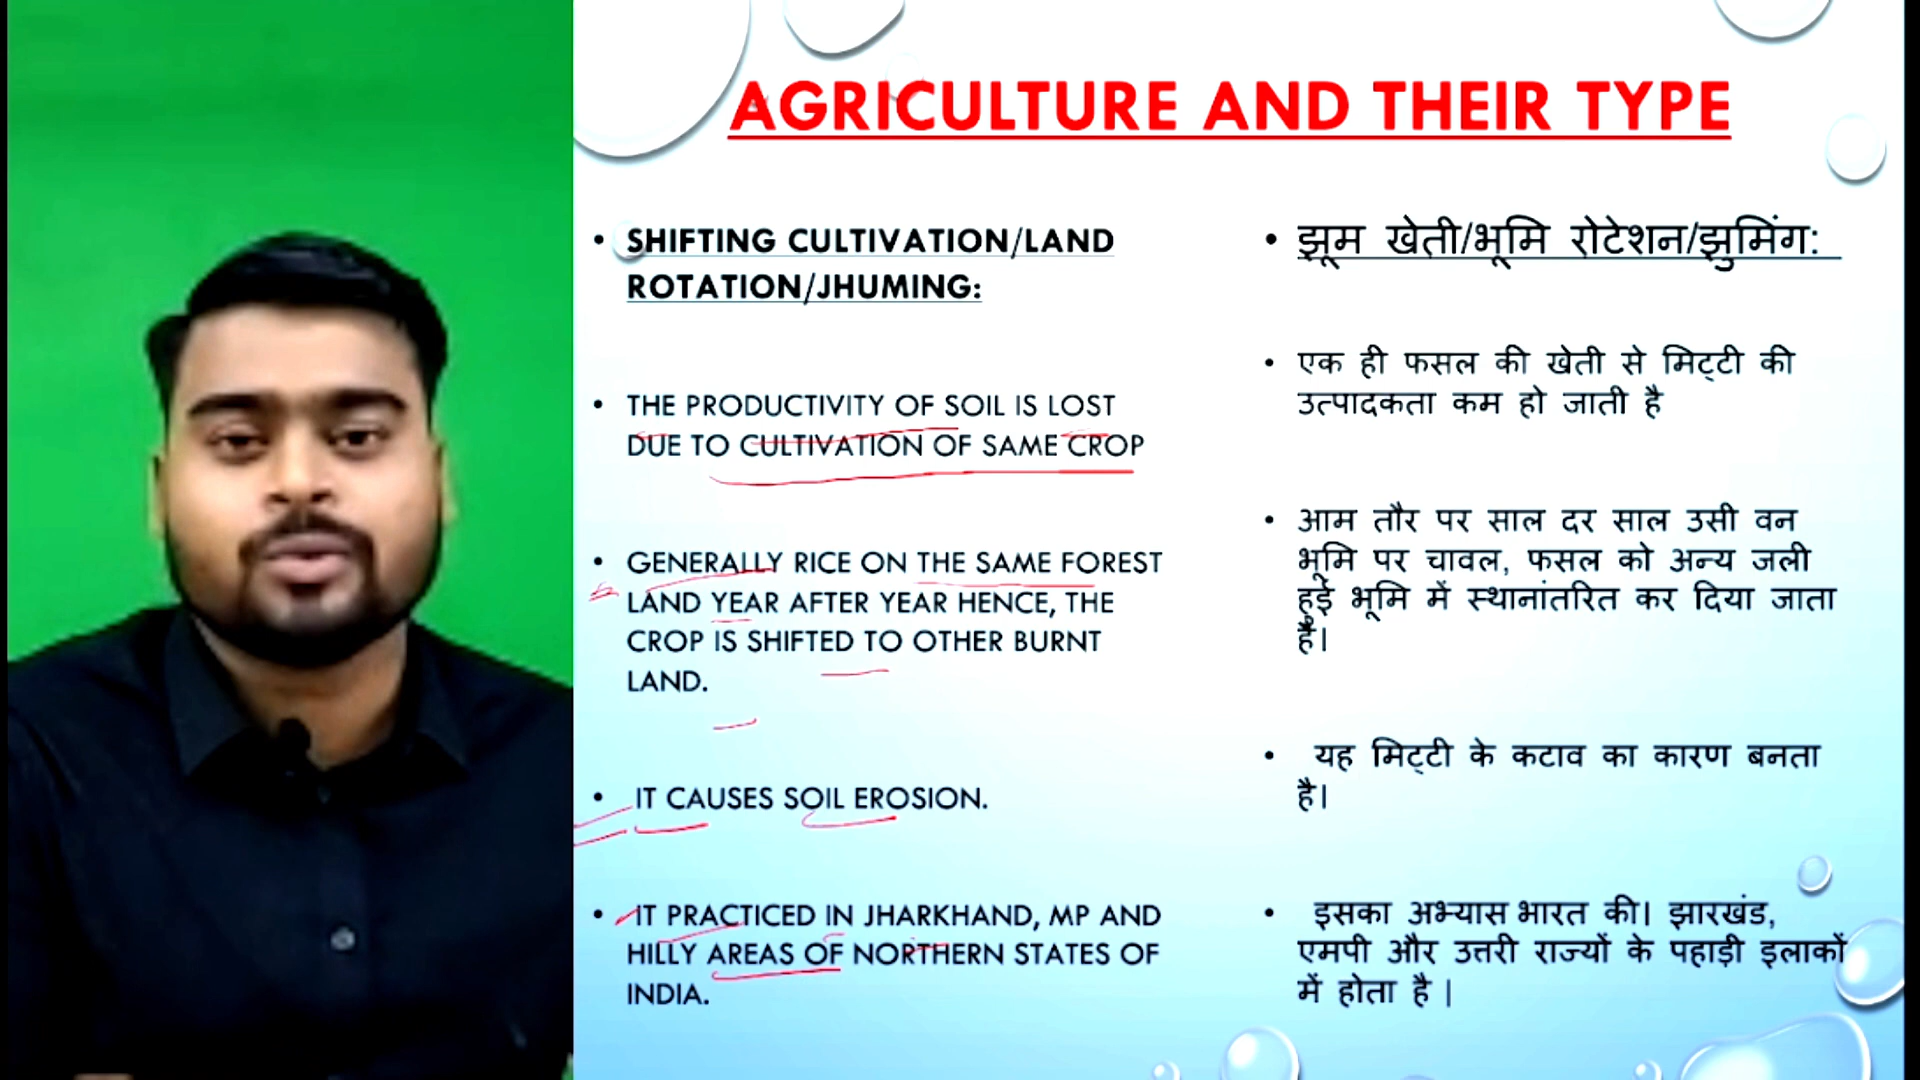 AGRICULTURE AND THEIR TYPE
• SHIFTING CULTIVATION/LAND
ROTATION/JHUMING:
• THE PRODUCTIVITY OF SOIL IS LOST
DUE TO CULTIVATION OF SAME CROP
• GENERALLY RICE ON THE SAME FOREST
LAND YEAR AFTER YEAR HENCE, THE
CROP IS SHIFTED TO OTHER BURNT
LAND.
• IT CAUSES SOIL EROSION.
• IT PRACTICED IN JHARKHAND, MP AND
HILLY AREAS OF NORTHERN STATES OF
INDIA.
• झूम खेती/भूमि रोटेशन/झुमिंग:
• एक ही फसल की खेती से मिट्टी की
उत्पादकता कम हो जाती है
• आम तौर पर साल दर साल उसी वन
भूमि पर चावल, फसल को अन्य जली
हुई भूमि में स्थानांतरित कर दिया जाता
है।
• यह मिट्टी के कटाव का कारण बनता
है।
• इसका अभ्यास भारत की। झारखंड,
एमपी और उत्तरी राज्यों के पहाड़ी इलाकों
में होता है |